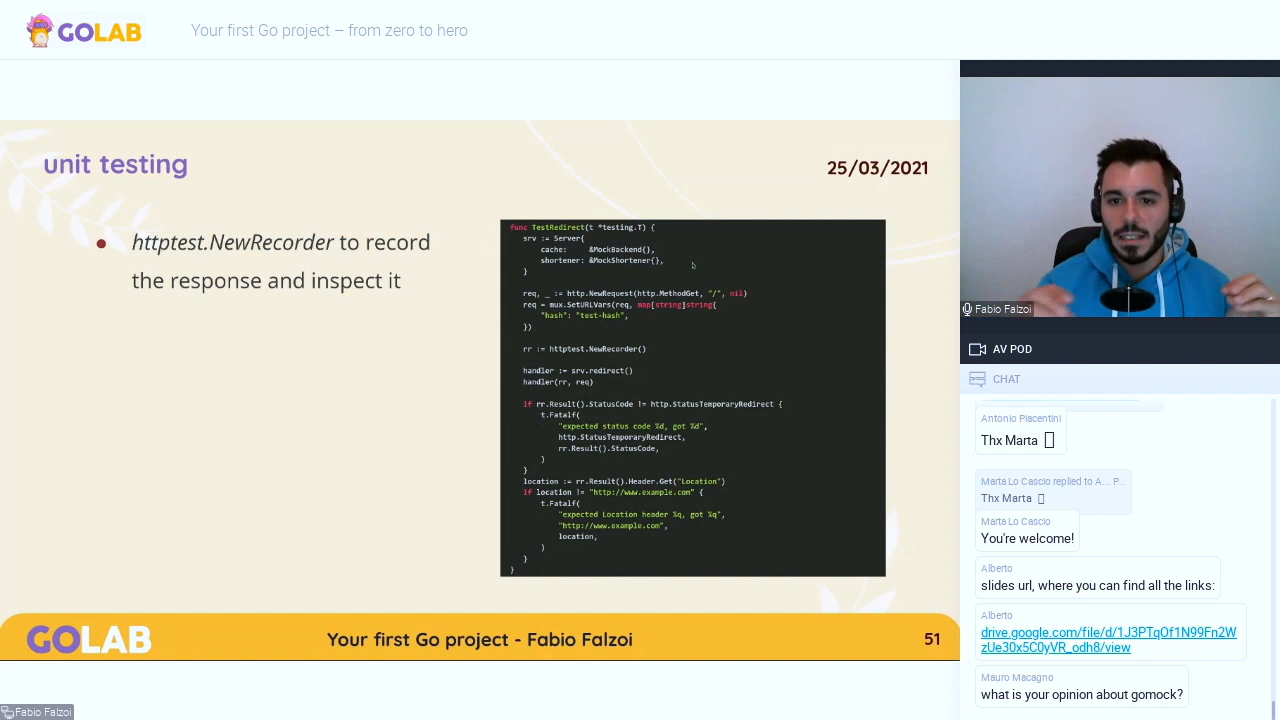 GOLAB
Your first Go project – from zero to hero
unit testing
25/03/2021
httptest.NewRecorder to record
the response and inspect it
func TestRedirect(t *testing.T) {
srv := Server{
cache: &MockBackend{},
shortener: &MockShortener{},
}
req, _ := http.NewRequest(http.MethodGet, "/", nil)
req = mux.SetURLVars(req, map[string]string{
"hash": "test-hash",
})
rr := httptest.NewRecorder()
handler := srv.redirect()
handler(rr, req)
if rr.Result().StatusCode != http.StatusTemporaryRedirect {
t.Fatalf(
"expected status code %d, got %d",
http.StatusTemporaryRedirect,
rr.Result().StatusCode,
)
}
location := rr.Result().Header.Get("Location")
if location != "http://www.example.com" {
t.Fatalf(
"expected Location header %q, got %q",
"http://www.example.com",
location,
)
}
}
GOLAB
Your first Go project - Fabio Falzoi
51
Fabio Falzoi
Fabio Falzoi
AV POD
CHAT
Antonio Piacentini
Thx Marta
Marta Lo Cascio replied to A... P...
Thx Marta
Marta Lo Cascio
You're welcome!
Alberto
slides url, where you can find all the links:
Alberto
drive.google.com/file/d/1J3PTqOf1N99Fn2W
zUe30x5C0yVR_odh8/view
Mauro Macagno
what is your opinion about gomock?